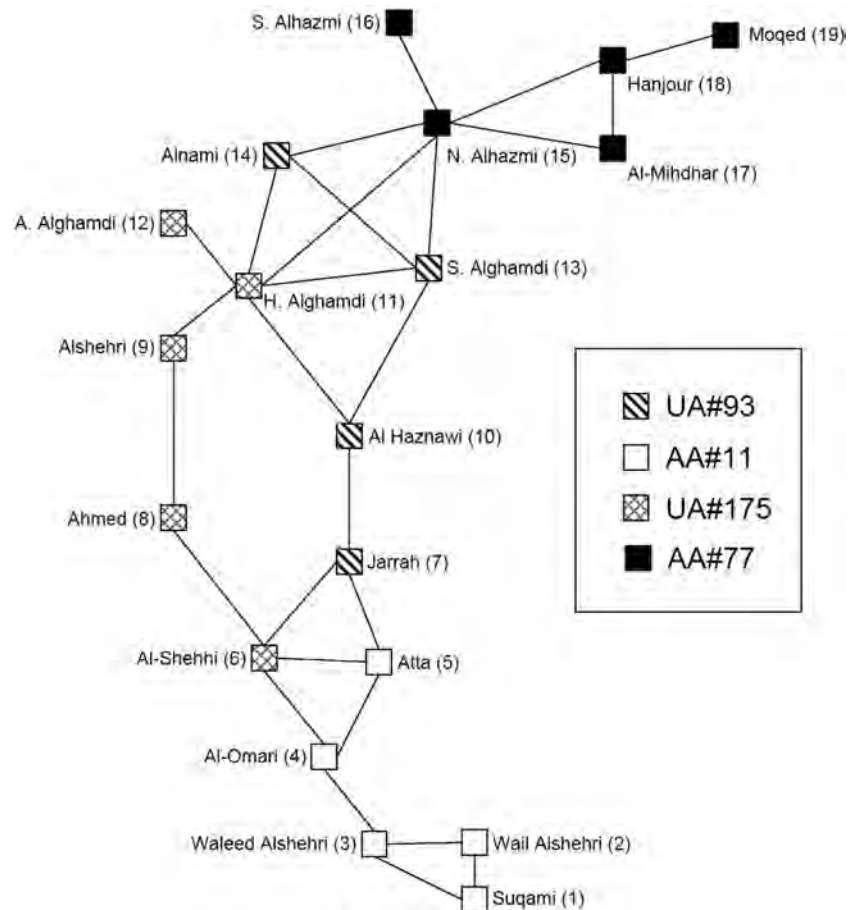 S. Alhazmi (16)
Moqed (19)
Hanjour (18)
Alnami (14)
N. Alhazmi (15)
Al-Mihdhar (17)
A. Alghamdi (12)
S. Alghamdi (13)
H. Alghamdi (11)
Alshehri (9)
UA#93
Al Haznawi (10)
AA#11
UA#175
Ahmed (8)
AA#77
Jarrah (7)
Al-Shehhi (6)
Atta (5)
Al-Omari (4)
Waleed Alshehri (3)
Wail Alshehri (2)
Suqami (1)